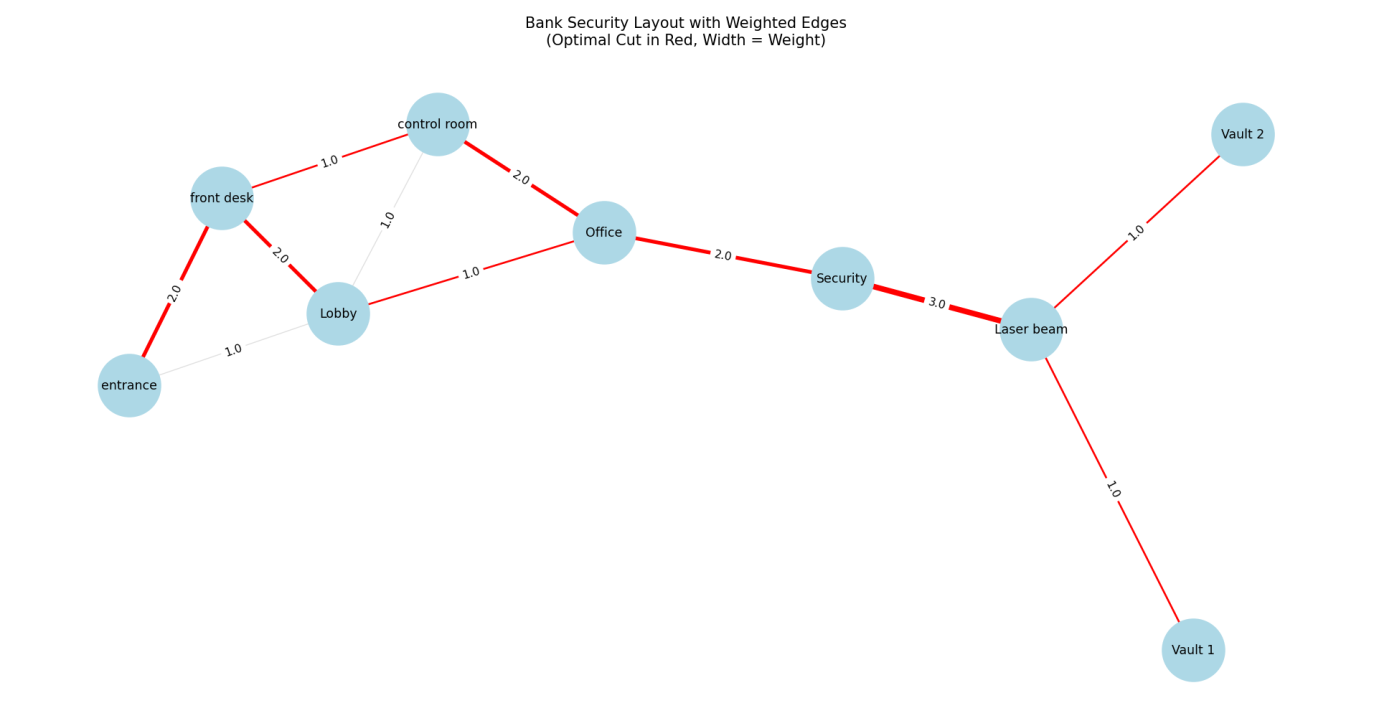 Bank Security Layout with Weighted Edges
(Optimal Cut in Red, Width = Weight)
control room
Vault 2
1.0
front desk
2.0
1.0
Office
1.0
2.0
2.0
1.0
Security
2.0
3.0
Lobby
Laser beam
1.0
entrance
1.0
Vault 1